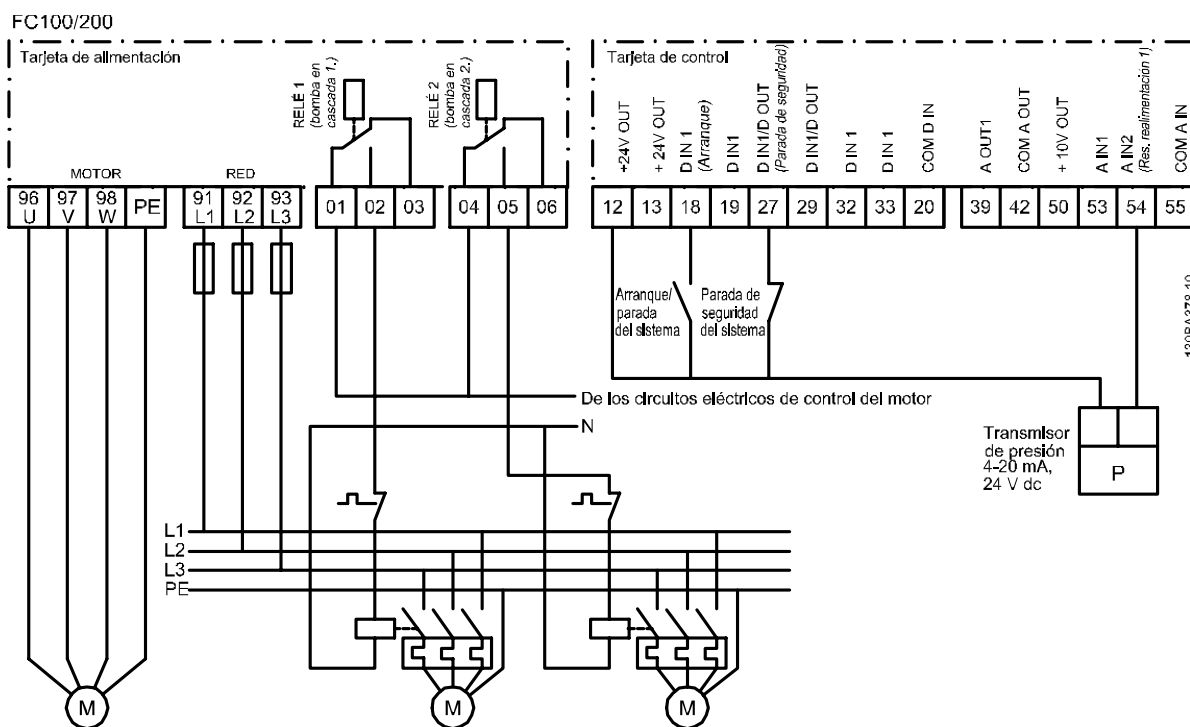 FC100/200
Tarjeta de alimentación
Tarjeta de control
RELÉ 1
(bomba en
cascada 1.)
RELÉ 2
(bomba en
cascada 2.)
+24V OUT
+ 24V OUT
D IN 1
(Arranque)
D IN1
D IN1/D OUT
(Parada de seguridad)
D IN1/D OUT
D IN 1
D IN 1
COM D IN
A OUT1
COM A OUT
+ 10V OUT
A IN1
A IN2
(Res. realimentación 1)
COM A IN
MOTOR
RED
96 97 98 PE 91 92 93 01 02 03 04 05 06 12 13 18 19 27 29 32 33 20 39 42 50 53 54 55
U V W L1 L2 L3
Arranque/
parada
del sistema
Parada de
seguridad
del sistema
De los circuitos eléctricos de control del motor
N
Transmisor
de presión
4-20 mA,
24 V dc
P
L1
L2
L3
PE
M M M